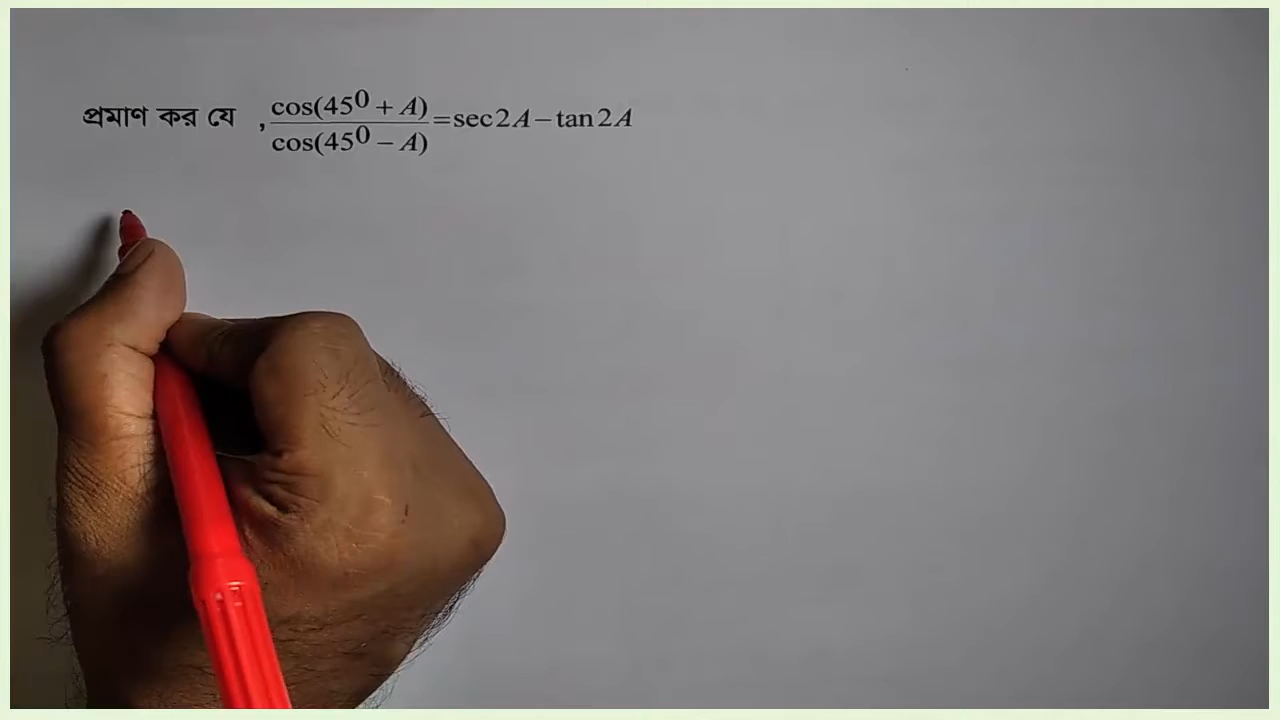 প্রমাণ কর যে , cos(45⁰ + A) / cos(45⁰ − A) = sec2A − tan2A